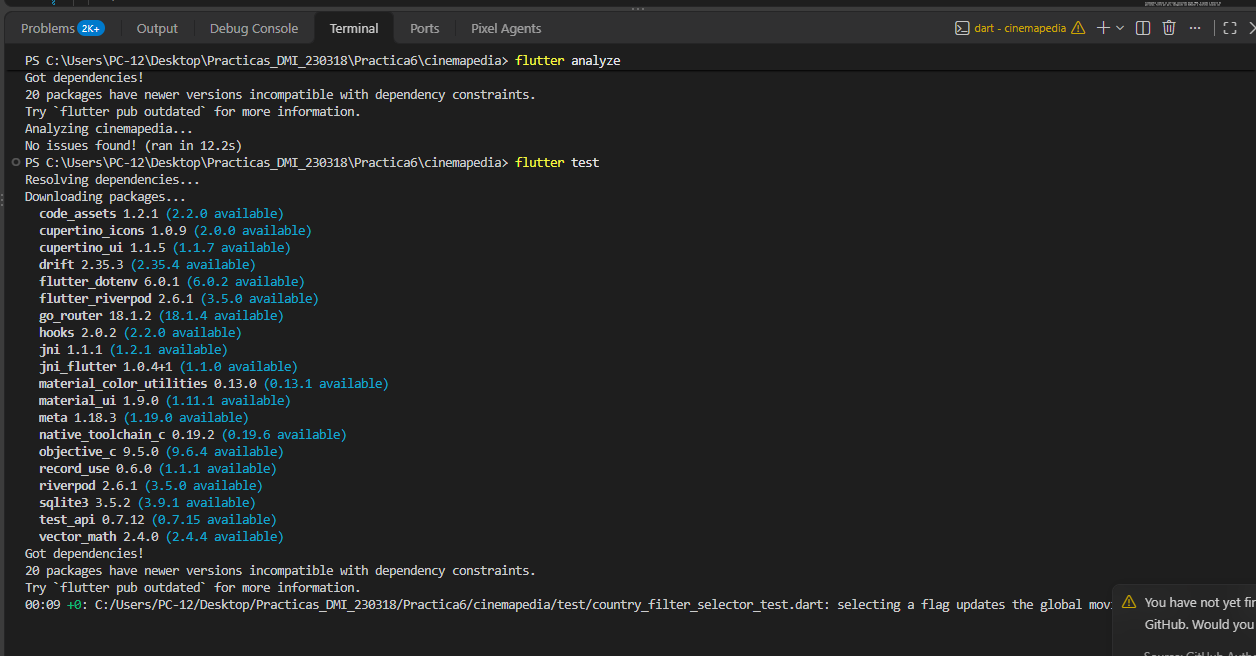 Problems 2K+ Output Debug Console Terminal Ports Pixel Agents dart - cinemapedia
PS C:\Users\PC-12\Desktop\Practicas_DMI_230318\Practica6\cinemapedia> flutter analyze
Got dependencies!
20 packages have newer versions incompatible with dependency constraints.
Try `flutter pub outdated` for more information.
Analyzing cinemapedia...
No issues found! (ran in 12.2s)
PS C:\Users\PC-12\Desktop\Practicas_DMI_230318\Practica6\cinemapedia> flutter test
Resolving dependencies...
Downloading packages...
code_assets 1.2.1 (2.2.0 available)
cupertino_icons 1.0.9 (2.0.0 available)
cupertino_ui 1.1.5 (1.1.7 available)
drift 2.35.3 (2.35.4 available)
flutter_dotenv 6.0.1 (6.0.2 available)
flutter_riverpod 2.6.1 (3.5.0 available)
go_router 18.1.2 (18.1.4 available)
hooks 2.0.2 (2.2.0 available)
jni 1.1.1 (1.2.1 available)
jni_flutter 1.0.4+1 (1.1.0 available)
material_color_utilities 0.13.0 (0.13.1 available)
material_ui 1.9.0 (1.11.1 available)
meta 1.18.3 (1.19.0 available)
native_toolchain_c 0.19.2 (0.19.6 available)
objective_c 9.5.0 (9.6.4 available)
record_use 0.6.0 (1.1.1 available)
riverpod 2.6.1 (3.5.0 available)
sqlite3 3.5.2 (3.9.1 available)
test_api 0.7.12 (0.7.15 available)
vector_math 2.4.0 (2.4.4 available)
Got dependencies!
20 packages have newer versions incompatible with dependency constraints.
Try `flutter pub outdated` for more information.
00:09 +0: C:/Users/PC-12/Desktop/Practicas_DMI_230318/Practica6/cinemapedia/test/country_filter_selector_test.dart: selecting a flag updates the global mov
You have not yet fi
GitHub. Would you